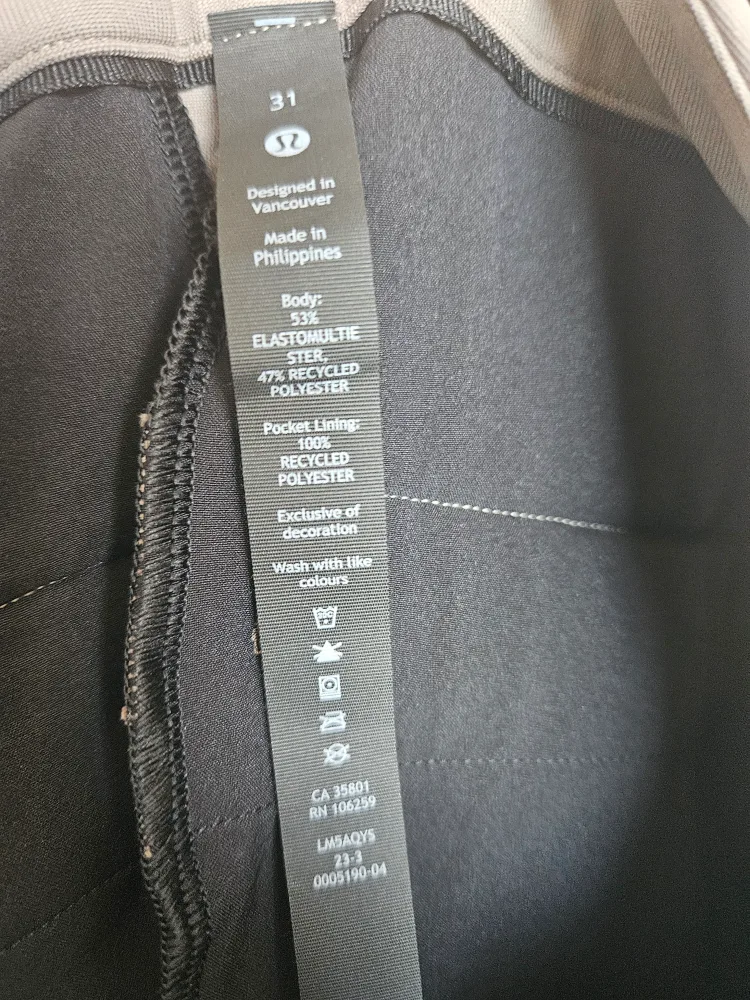 31
Designed in
Vancouver
Made in
Philippines
Body:
53%
ELASTOMULTIE
STER,
47% RECYCLED
POLYESTER
Pocket Lining:
100%
RECYCLED
POLYESTER
Exclusive of
decoration
Wash with like
colours
CA 35801
RN 106259
LM5AQYS
23-3
0005190-04